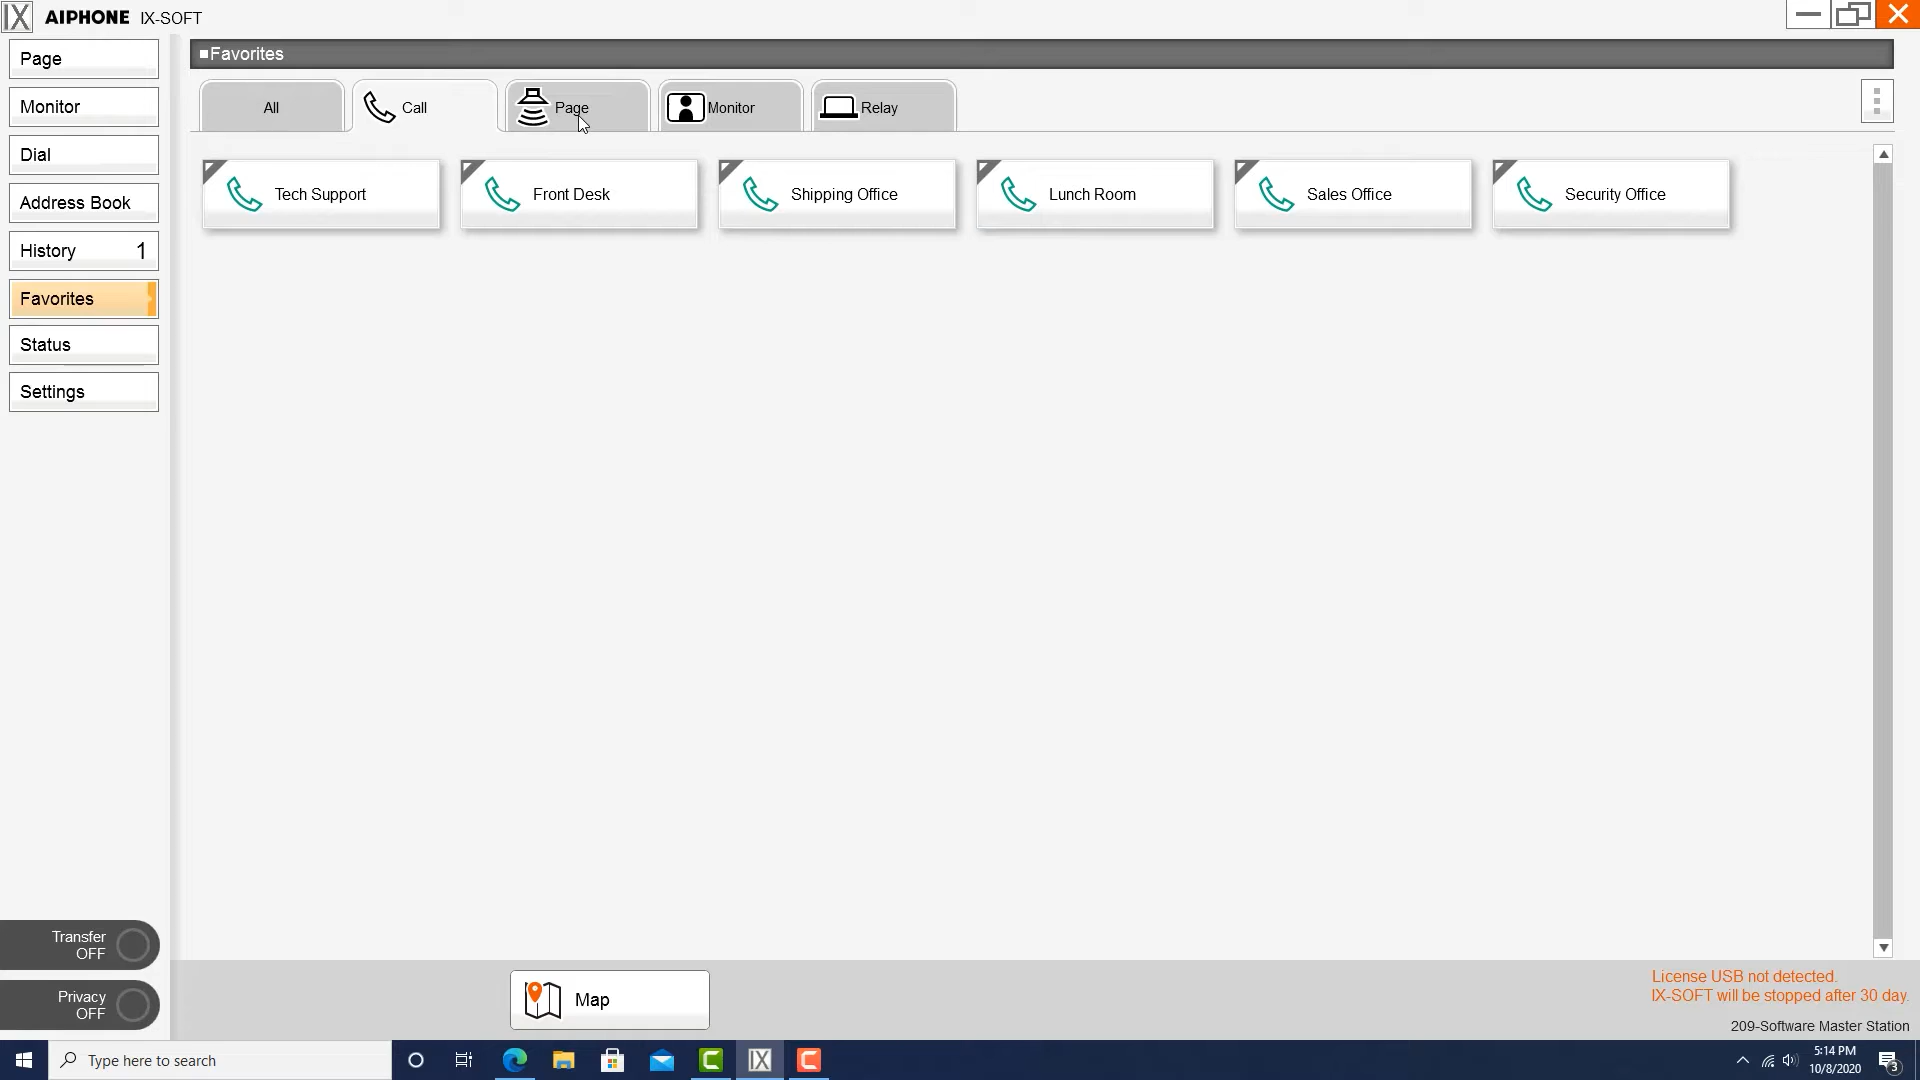 IX AIPHONE IX-SOFT
Page
Monitor
Dial
Address Book
History 1
Favorites
Status
Settings
■Favorites
All
Call
Page
Monitor
Relay
Tech Support
Front Desk
Shipping Office
Lunch Room
Sales Office
Security Office
Transfer
OFF
Privacy
OFF
Map
License USB not detected.
IX-SOFT will be stopped after 30 day.
209-Software Master Station
Type here to search
IX
5:14 PM
10/8/2020
3